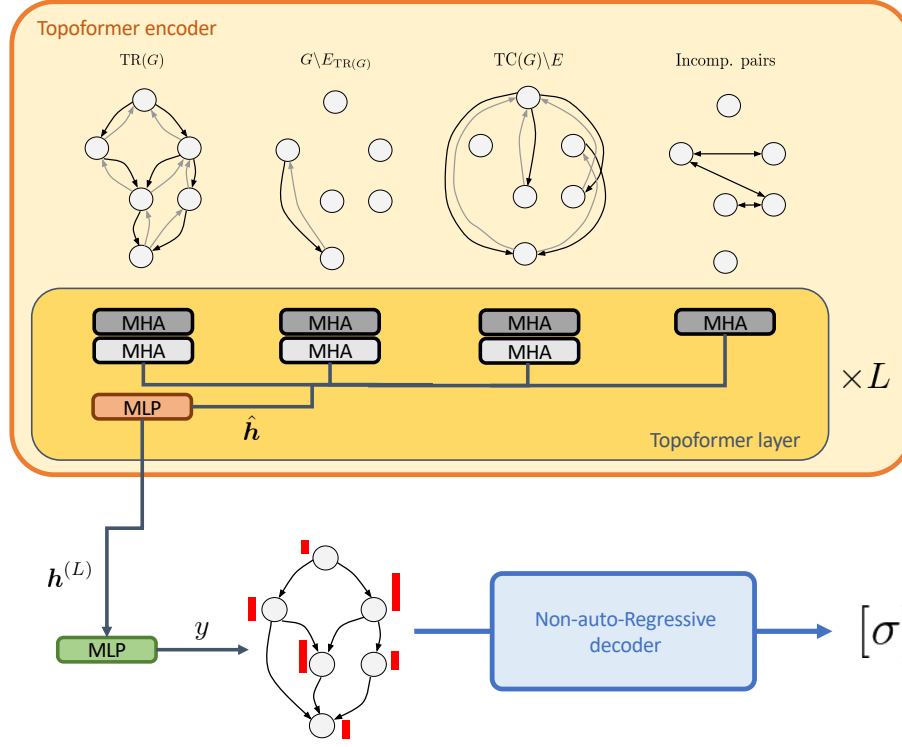 Topoformer encoder
TR(G) G\E_TR(G) TC(G)\E Incomp. pairs
MHA MHA MHA MHA
MHA MHA MHA
×L
MLP
ĥ
Topoformer layer
h^(L)
y
Non-auto-Regressive
decoder
[σ
MLP